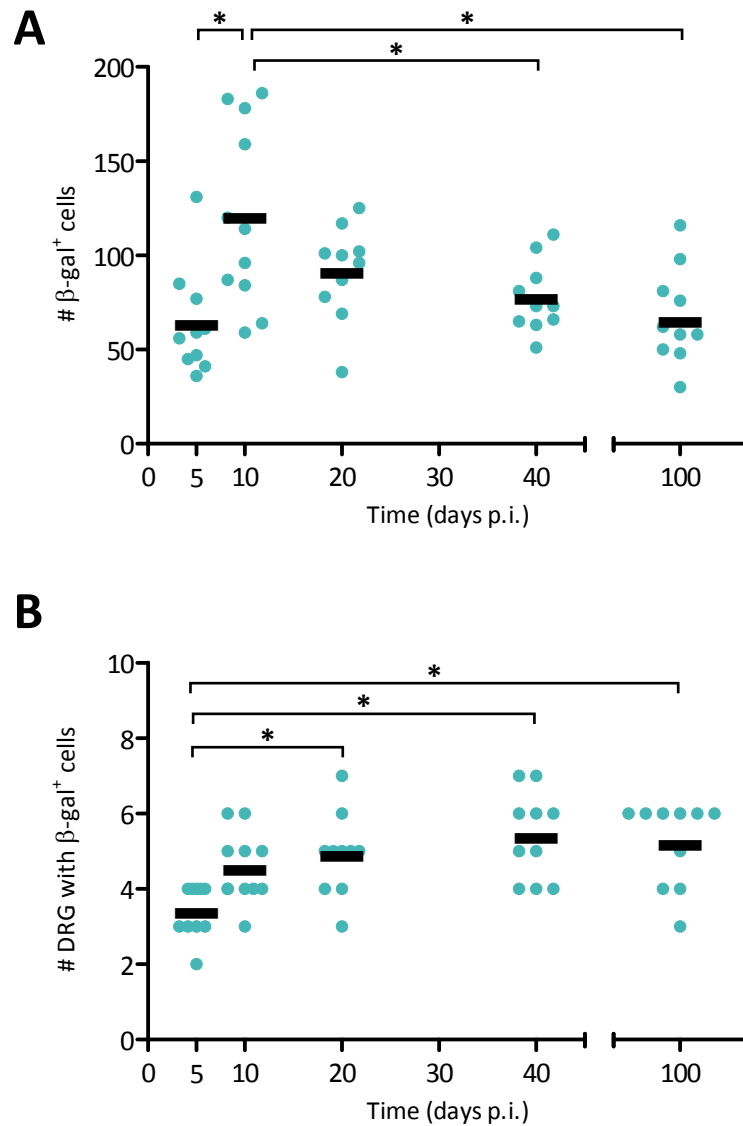 A
* *
*
200
150
100
50
0
# β-gal⁺ cells
0 5 10 20 30 40 100
Time (days p.i.)
B
10
8
6
4
2
0
# DRG with β-gal⁺ cells
*
*
*
0 5 10 20 30 40 100
Time (days p.i.)